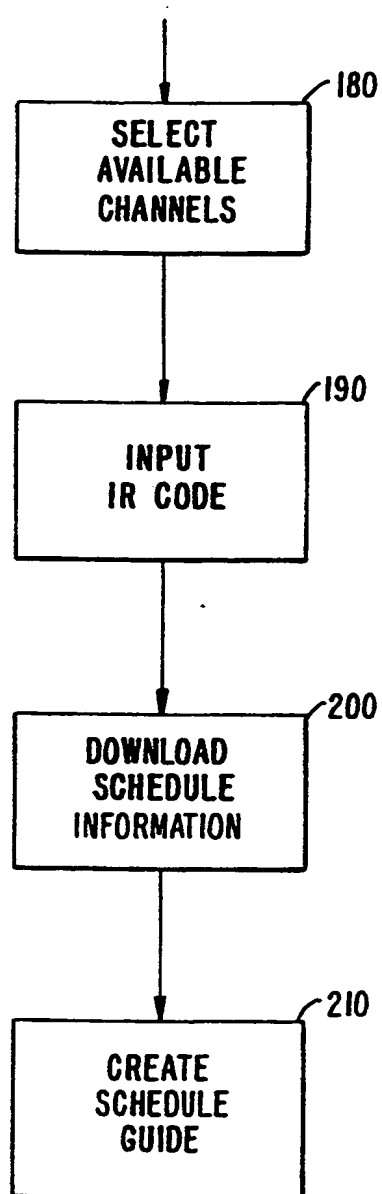 180
SELECT
AVAILABLE
CHANNELS
190
INPUT
IR CODE
200
DOWNLOAD
SCHEDULE
INFORMATION
210
CREATE
SCHEDULE
GUIDE